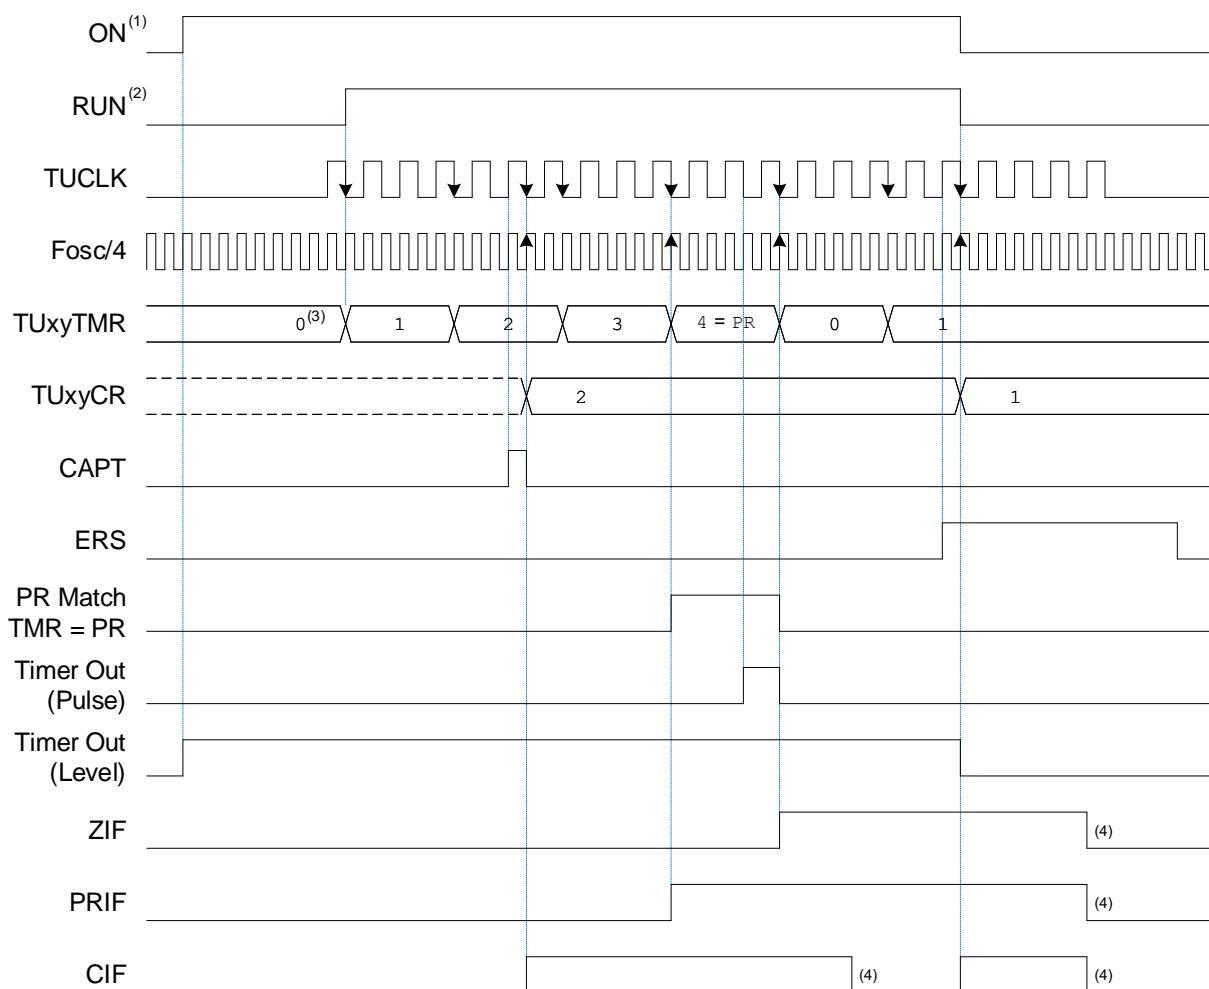 ON(1)
RUN(2)
TUCLK
Fosc/4
TUxyTMR 0(3) 1 2 3 4 = PR 0 1
TUxyCR 2 1
CAPT
ERS
PR Match
TMR = PR
Timer Out
(Pulse)
Timer Out
(Level)
ZIF (4)
PRIF (4)
CIF (4) (4)